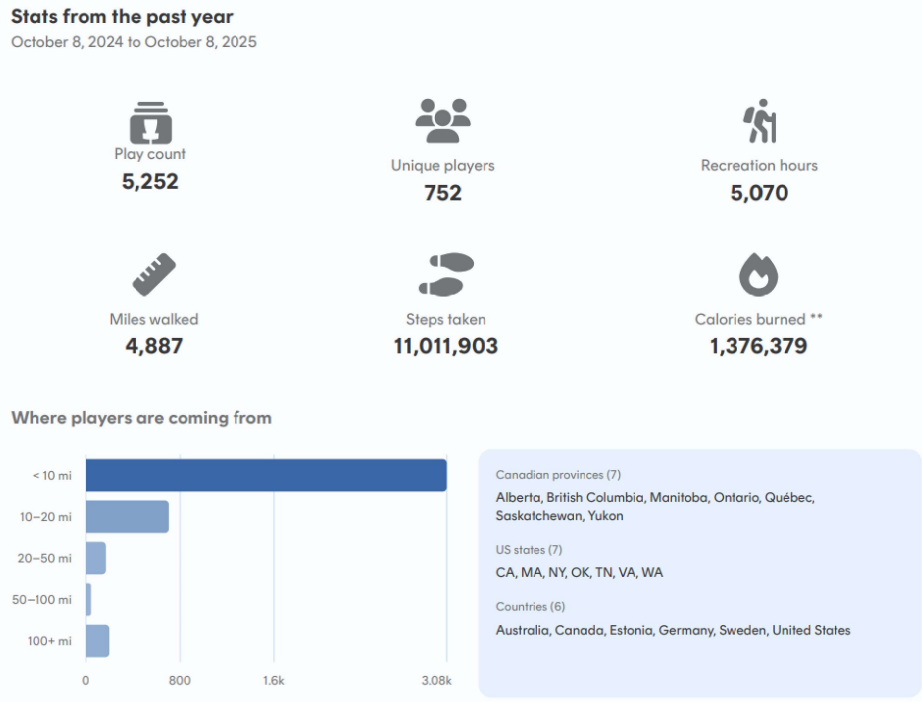 Stats from the past year
October 8, 2024 to October 8, 2025
Play count
5,252
Unique players
752
Recreation hours
5,070
Miles walked
4,887
Steps taken
11,011,903
Calories burned **
1,376,379
Where players are coming from
< 10 mi
10–20 mi
20–50 mi
50–100 mi
100+ mi
0
800
1.6k
3.08k
Canadian provinces (7)
Alberta, British Columbia, Manitoba, Ontario, Québec,
Saskatchewan, Yukon
US states (7)
CA, MA, NY, OK, TN, VA, WA
Countries (6)
Australia, Canada, Estonia, Germany, Sweden, United States